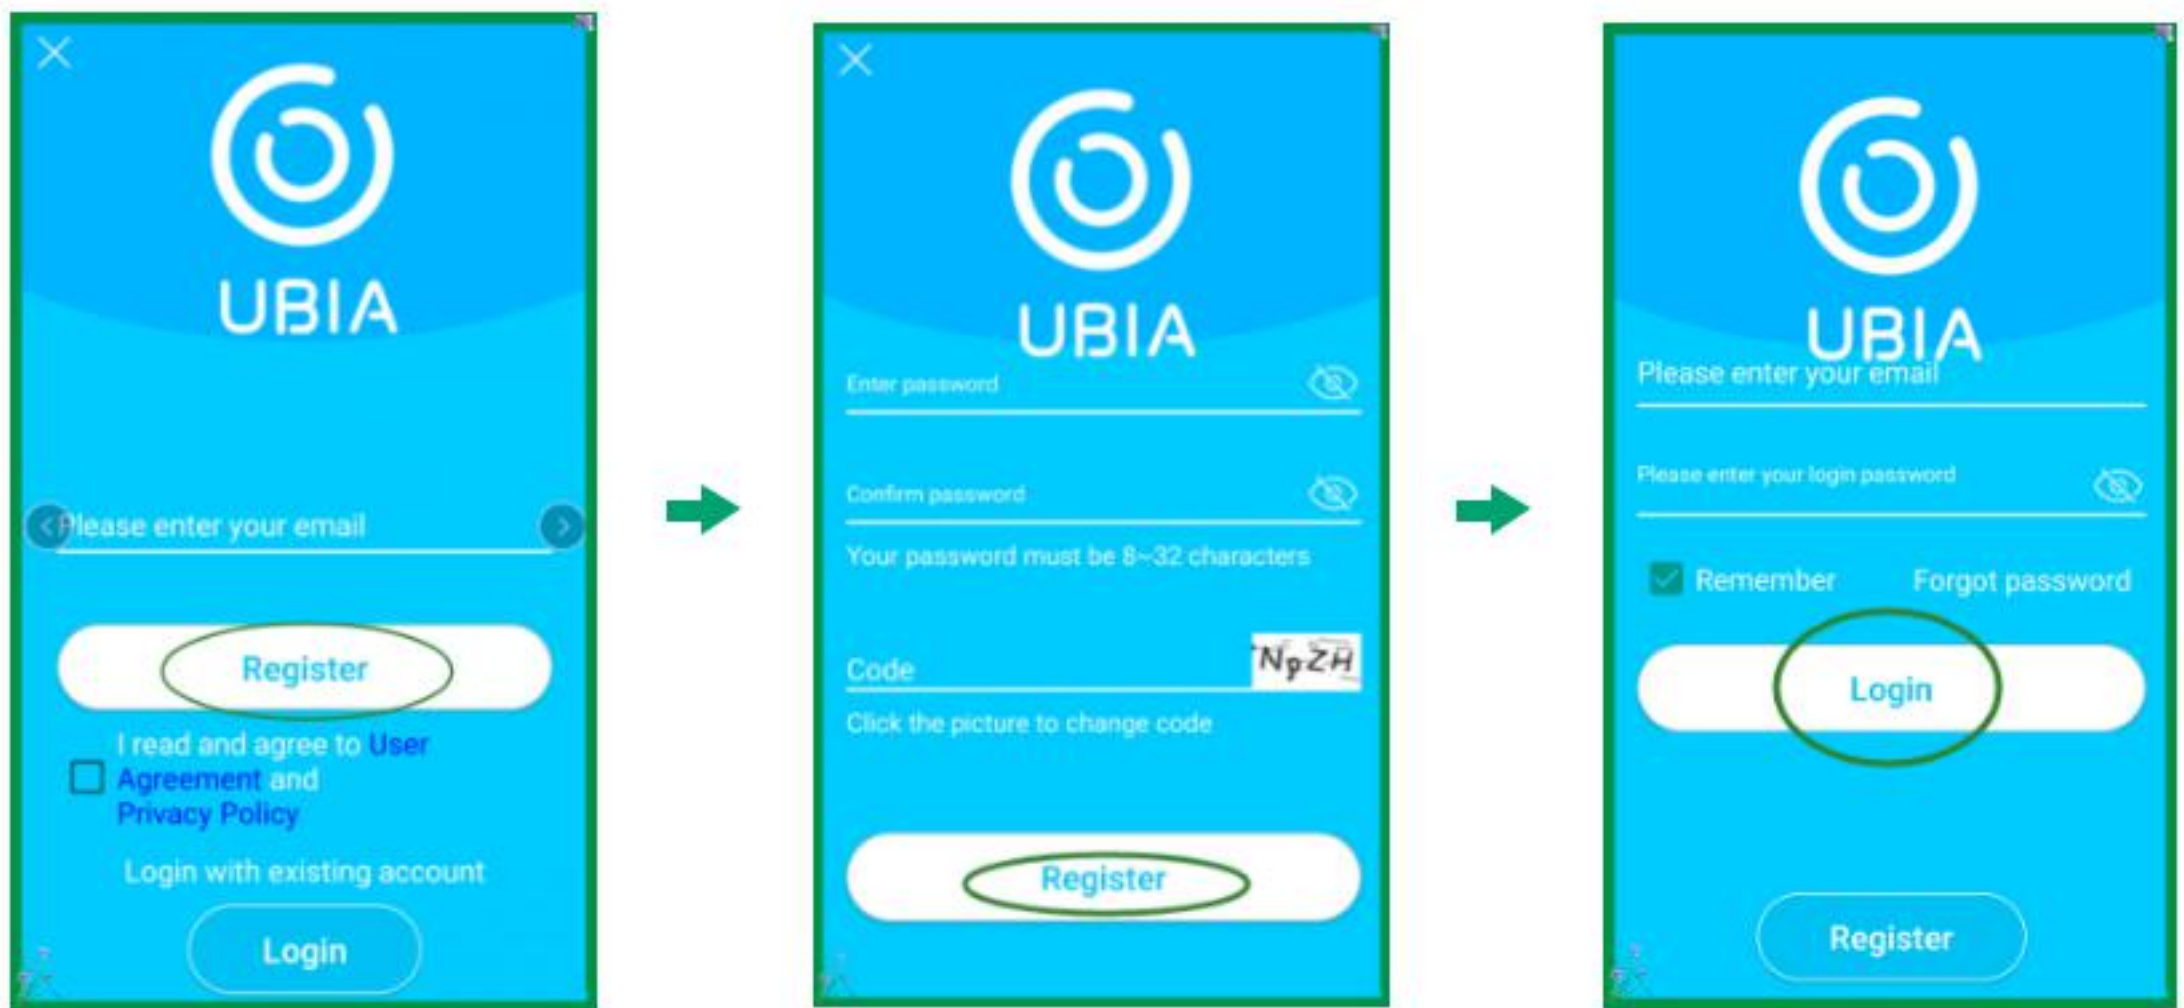 UBIA
Please enter your email
Register
I read and agree to User
Agreement and
Privacy Policy
Login with existing account
Login
UBIA
Enter password
Confirm password
Your password must be 8~32 characters
Code
NpZH
Click the picture to change code
Register
UBIA
Please enter your email
Please enter your login password
Remember
Forgot password
Login
Register